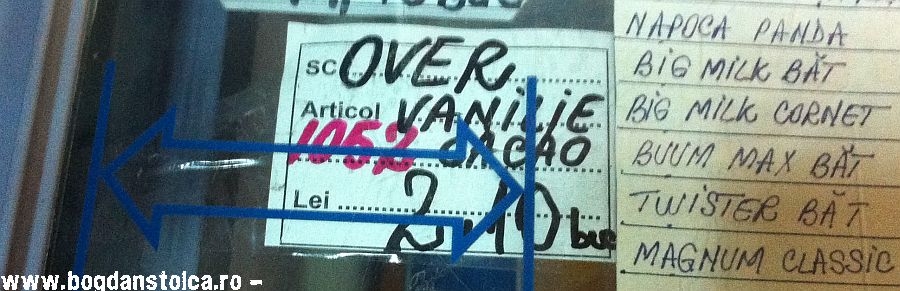 sc OVER
Articol VANILIE
1052 CACAO
Lei 2,10 buc
NAPOCA PANDA
BIG MILK BĂT
BIG MILK CORNET
BUUM MAX BĂT
TWISTER BĂT
MAGNUM CLASSIC
www.bogdanstoica.ro –